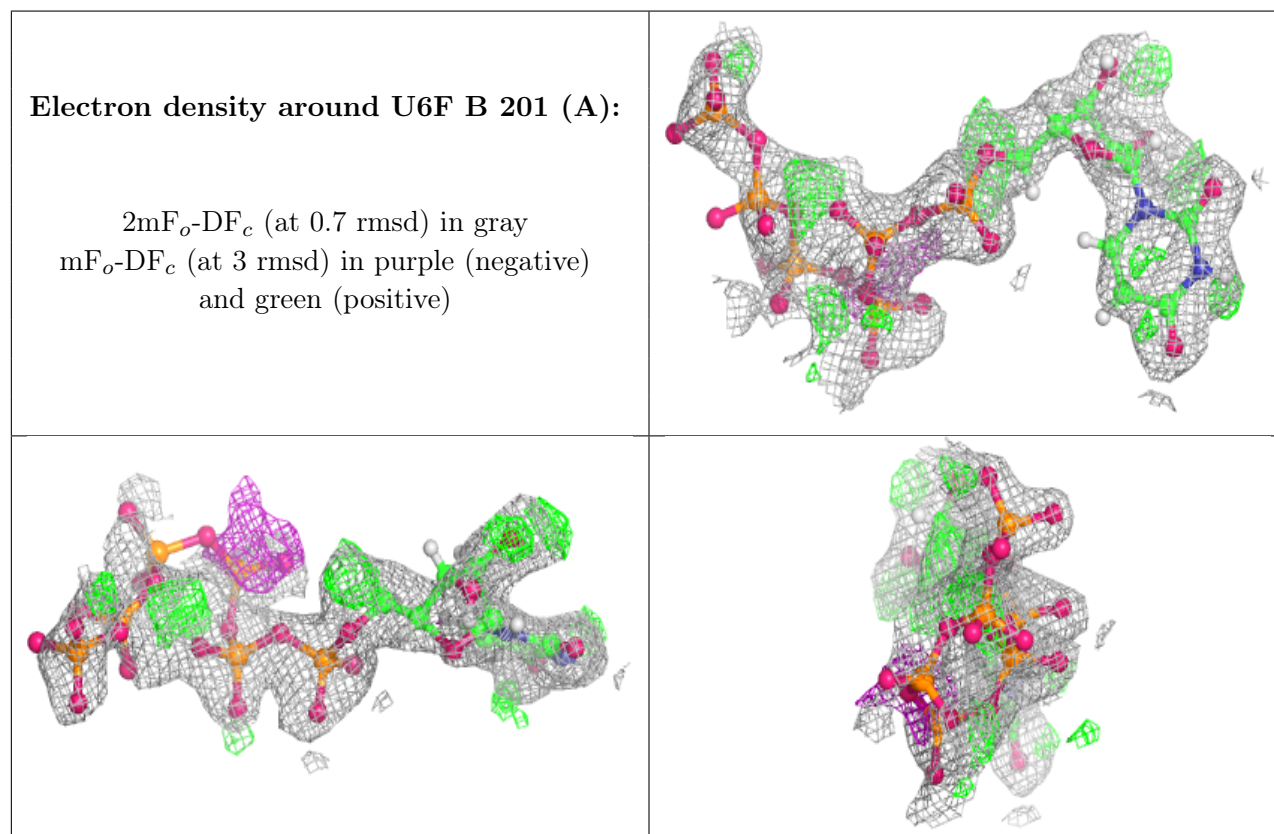 Electron density around U6F B 201 (A):
2mFₒ-DF𝒸 (at 0.7 rmsd) in gray
mFₒ-DF𝒸 (at 3 rmsd) in purple (negative)
and green (positive)